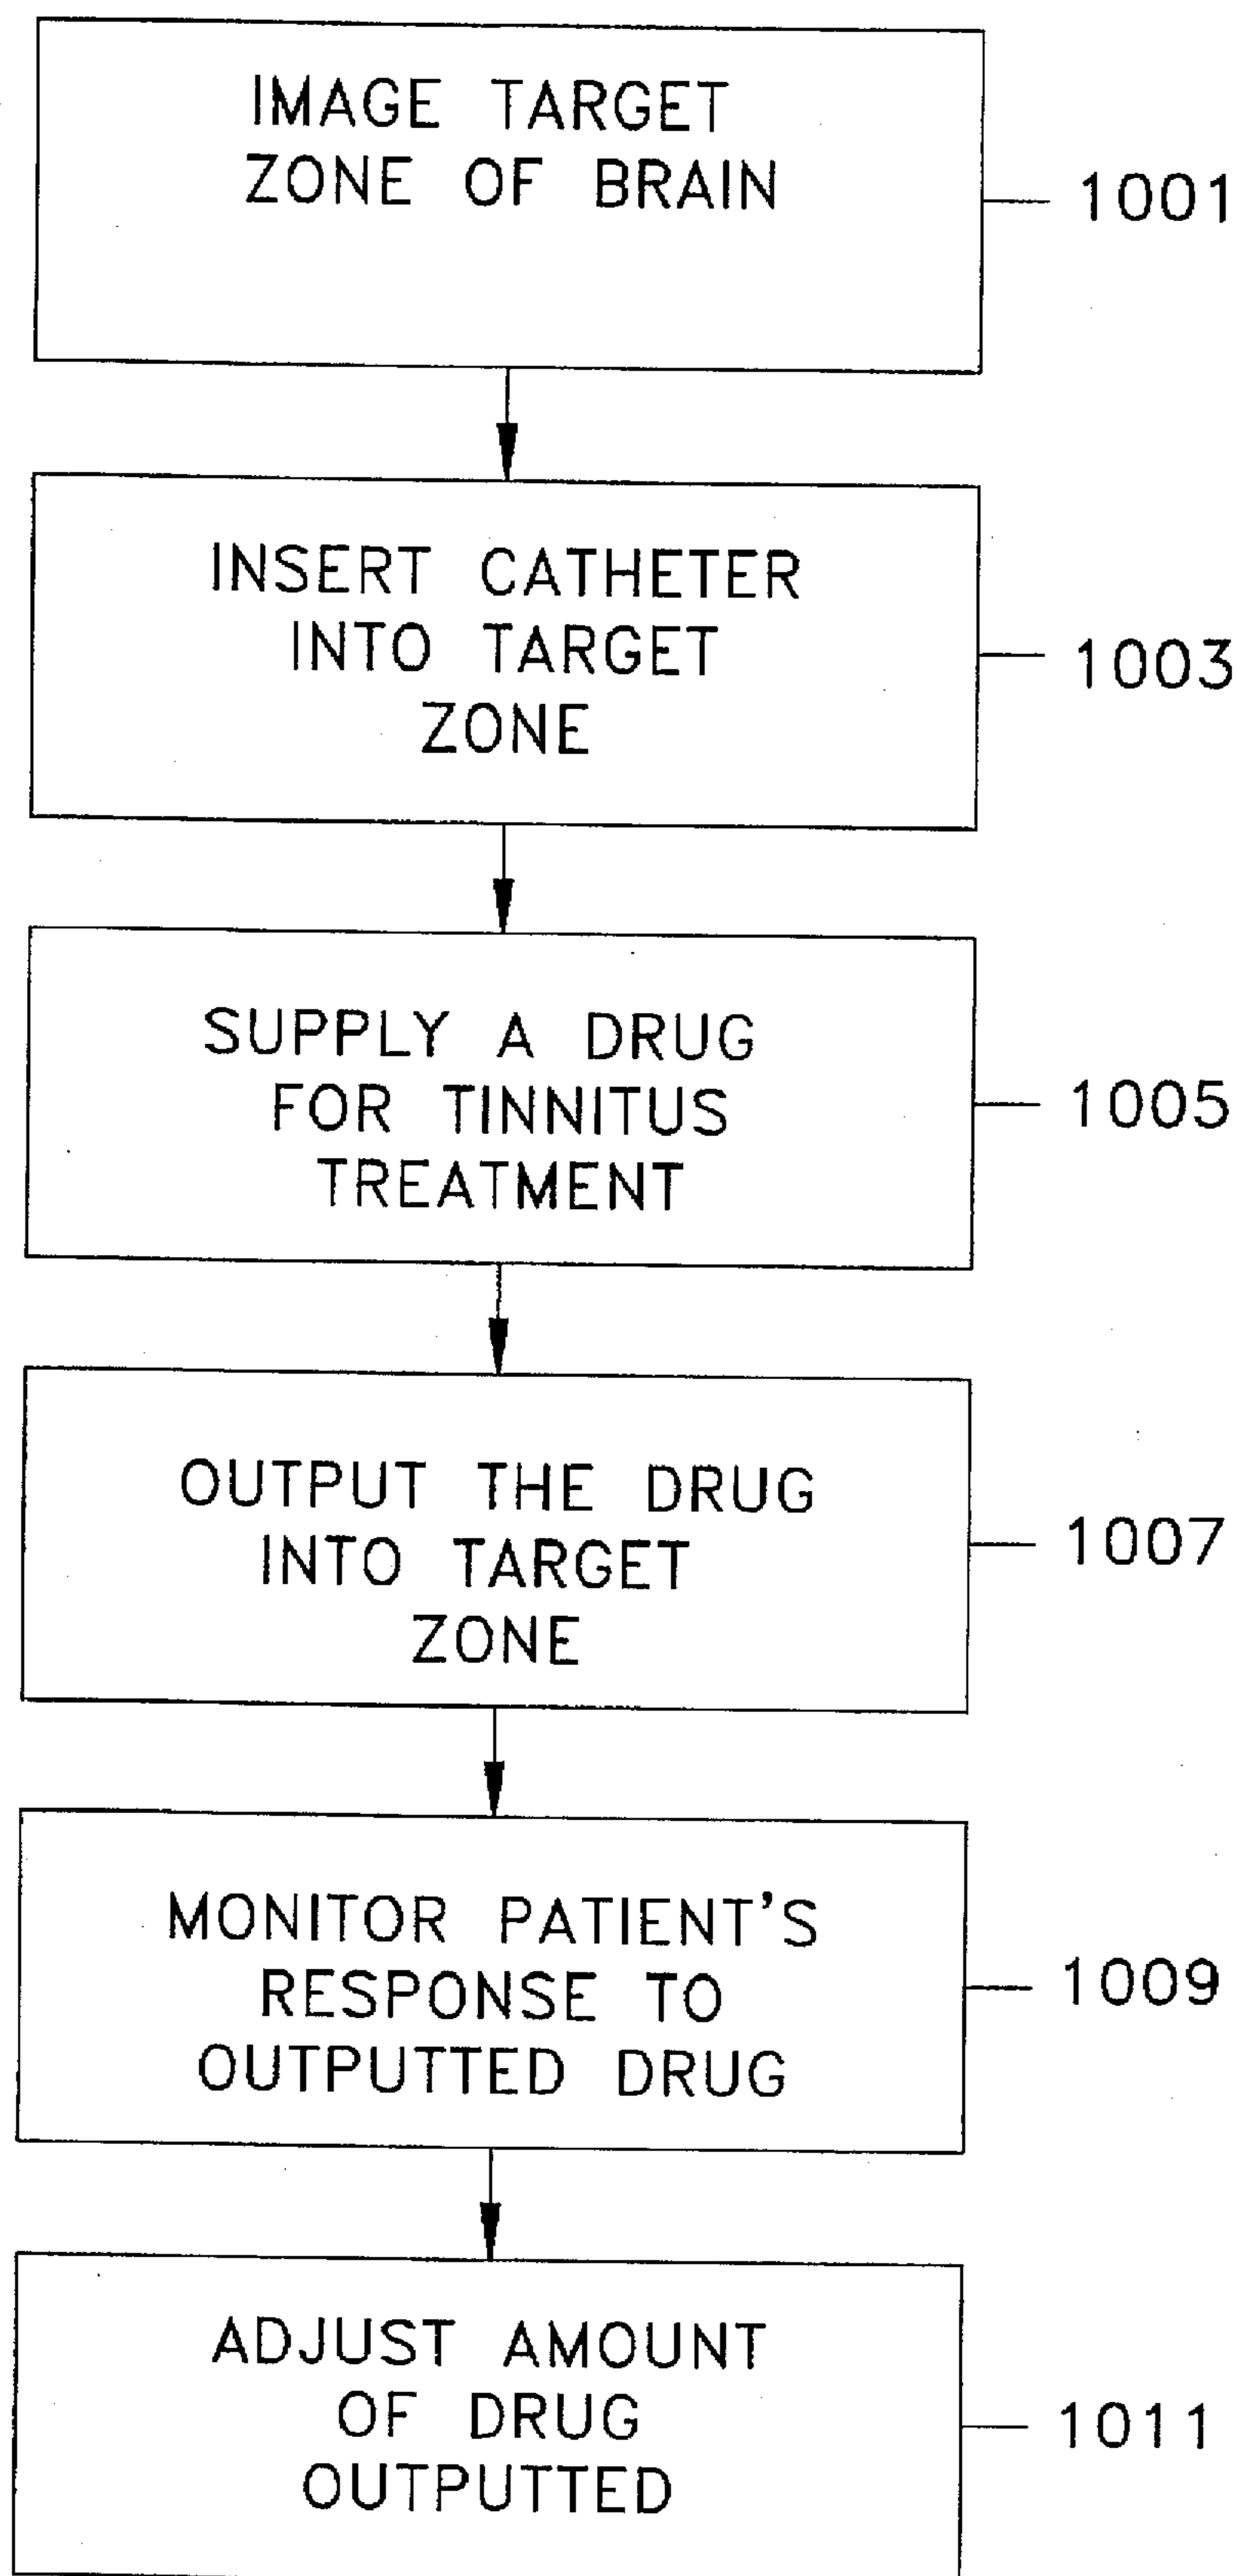 IMAGE TARGET
ZONE OF BRAIN
1001
INSERT CATHETER
INTO TARGET
ZONE
1003
SUPPLY A DRUG
FOR TINNITUS
TREATMENT
1005
OUTPUT THE DRUG
INTO TARGET
ZONE
1007
MONITOR PATIENT'S
RESPONSE TO
OUTPUTTED DRUG
1009
ADJUST AMOUNT
OF DRUG
OUTPUTTED
1011